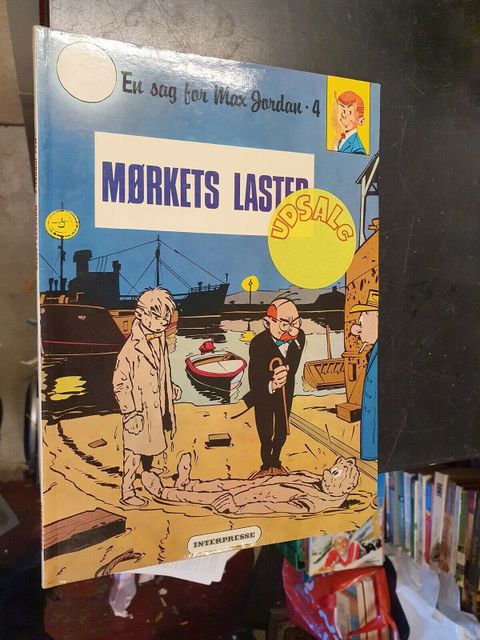 En sag for Max Jordan · 4
MØRKETS LASTER
UDSALG
INTERPRESSE